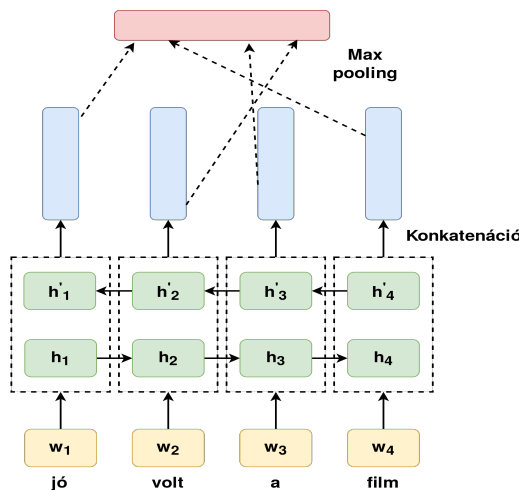 Max
pooling
Konkatenáció
h'1 h'2 h'3 h'4
h1 h2 h3 h4
w1 w2 w3 w4
jó volt a film